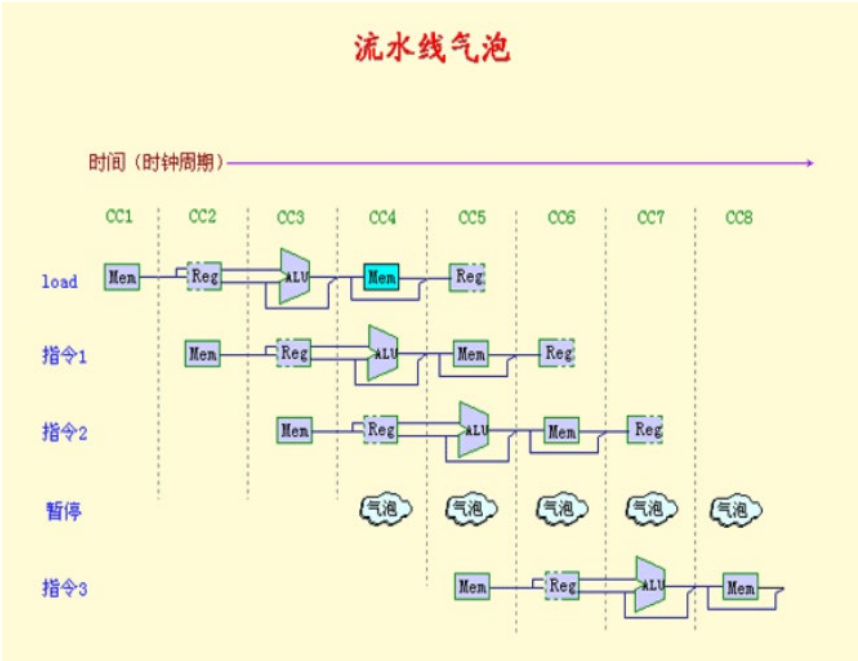 流水线气泡
时间（时钟周期）
CC1 CC2 CC3 CC4 CC5 CC6 CC7 CC8
load Mem Reg ALU Mem Reg
指令1 Mem Reg ALU Mem Reg
指令2 Mem Reg ALU Mem Reg
暂停 气泡 气泡 气泡 气泡 气泡
指令3 Mem Reg ALU Mem